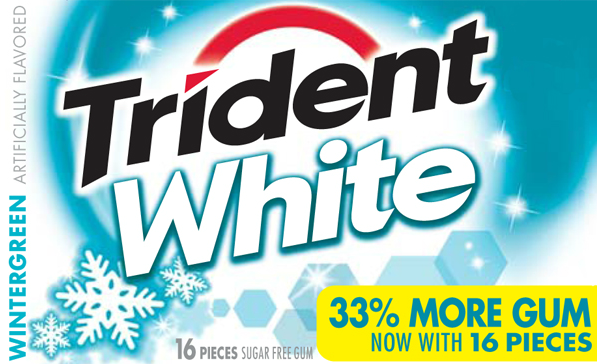 WINTERGREEN ARTIFICIALLY FLAVORED
Trident
White
16 PIECES SUGAR FREE GUM
33% MORE GUM
NOW WITH 16 PIECES